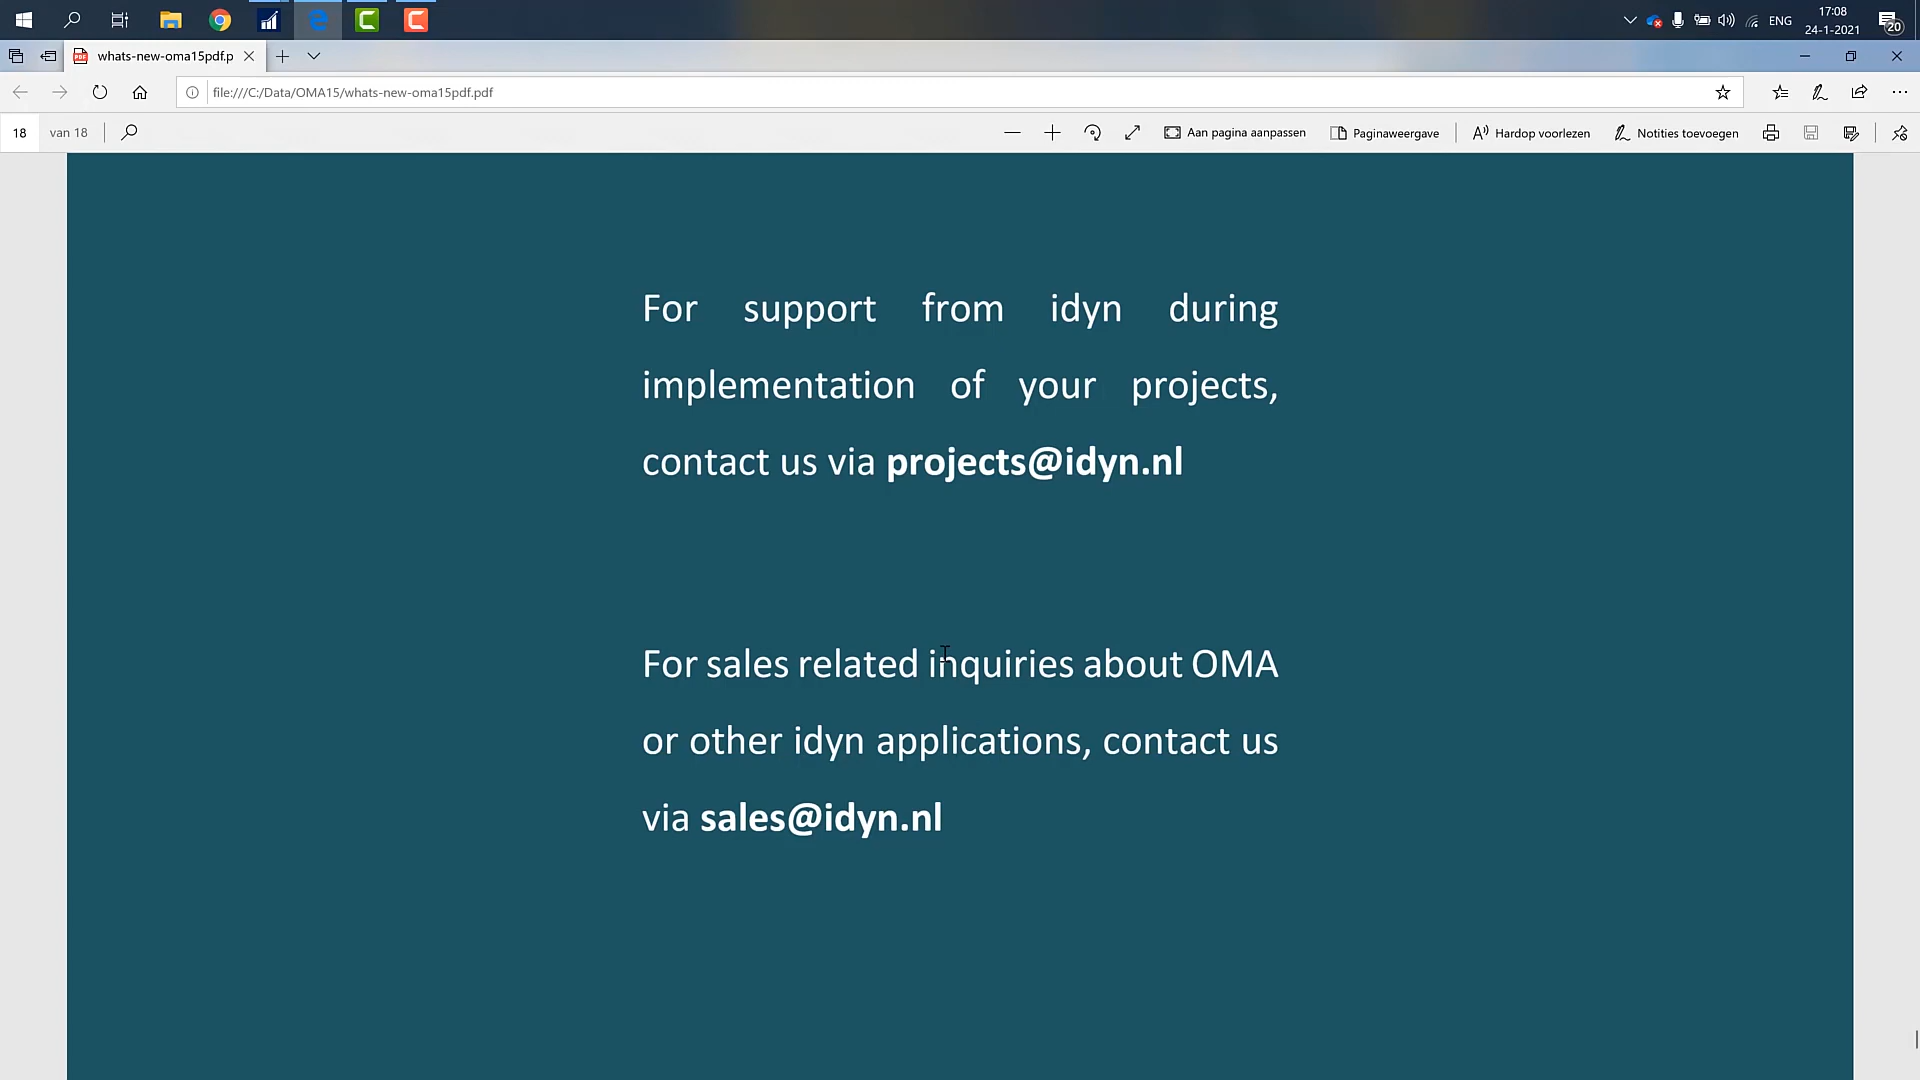 17:08
ENG
24-1-2021
20
whats-new-oma15pdf.p
file:///C:/Data/OMA15/whats-new-oma15pdf.pdf
18 van 18 Aan pagina aanpassen Paginaweergave Hardop voorlezen Notities toevoegen
For support from idyn during
implementation of your projects,
contact us via projects@idyn.nl
For sales related inquiries about OMA
or other idyn applications, contact us
via sales@idyn.nl